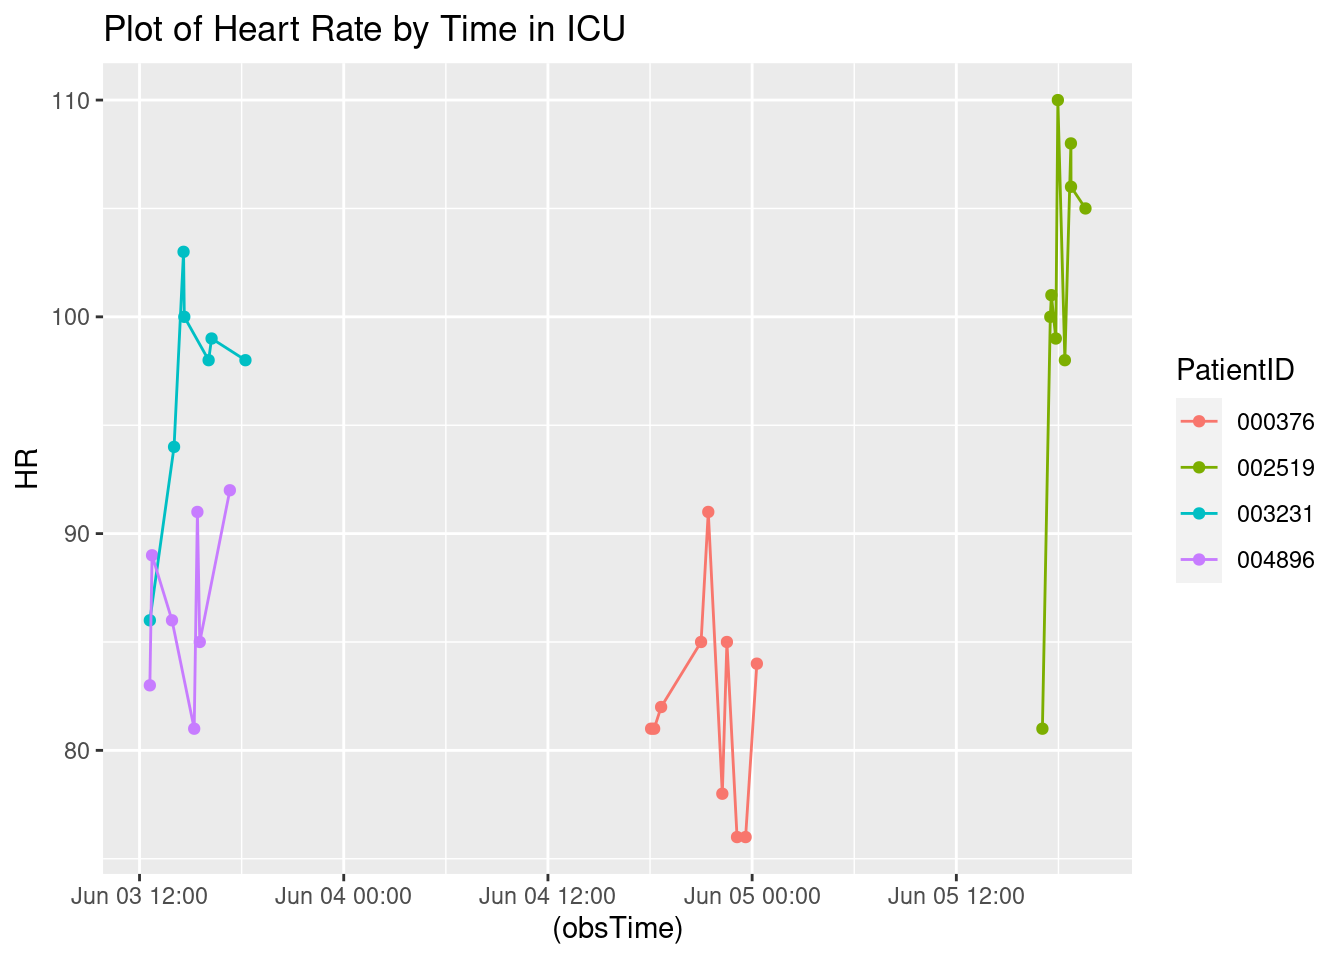 Plot of Heart Rate by Time in ICU
110
100
90
80
HR
Jun 03 12:00 Jun 04 00:00 Jun 04 12:00 Jun 05 00:00 Jun 05 12:00
(obsTime)
PatientID
000376
002519
003231
004896